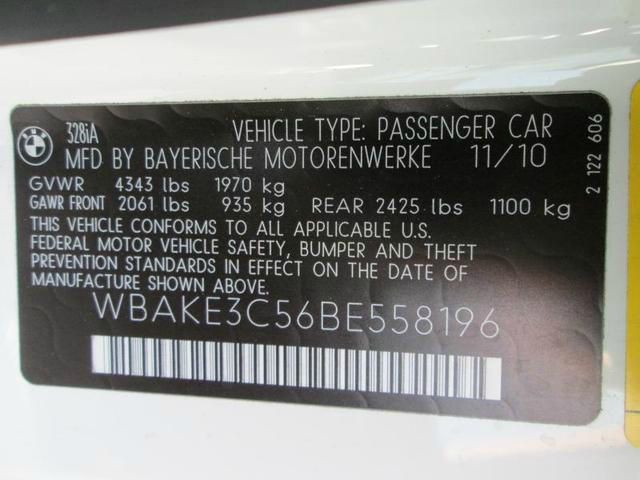 BMW
328iA VEHICLE TYPE: PASSENGER CAR
MFD BY BAYERISCHE MOTORENWERKE 11/10
GVWR 4343 lbs 1970 kg
GAWR FRONT 2061 lbs 935 kg REAR 2425 lbs 1100 kg
THIS VEHICLE CONFORMS TO ALL APPLICABLE U.S.
FEDERAL MOTOR VEHICLE SAFETY, BUMPER AND THEFT
PREVENTION STANDARDS IN EFFECT ON THE DATE OF
MANUFACTURE SHOWN ABOVE.
WBAKE3C56BE558196
2 122 606